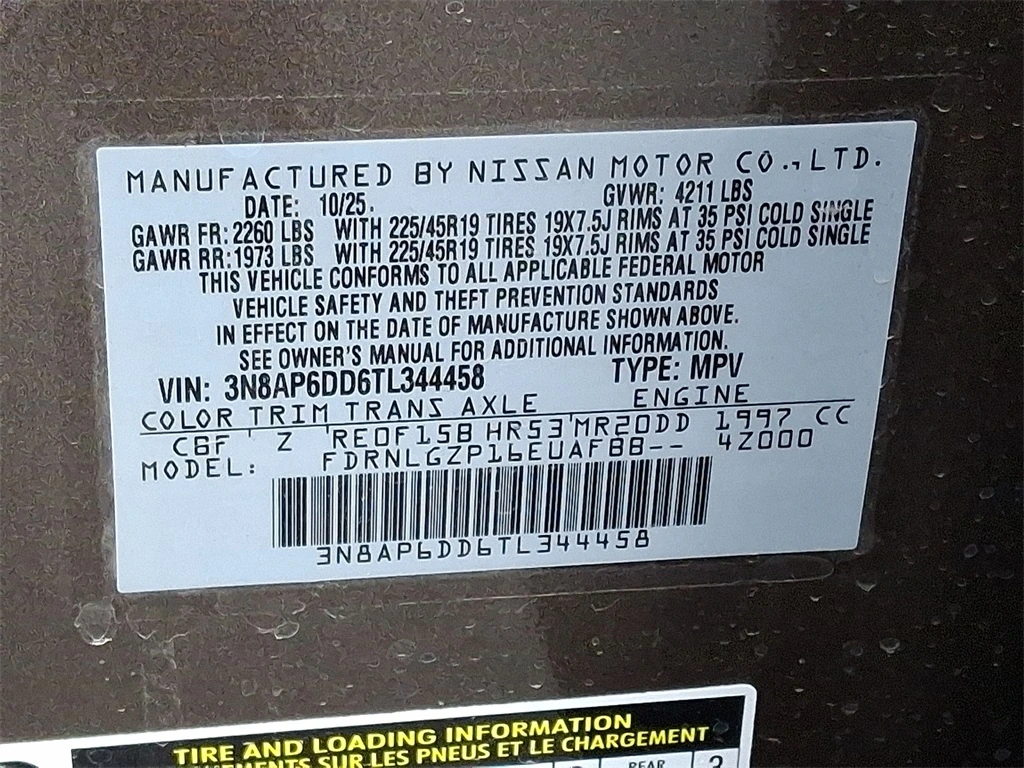 MANUFACTURED BY NISSAN MOTOR CO., LTD.
DATE: 10/25. GVWR: 4211 LBS
GAWR FR: 2260 LBS WITH 225/45R19 TIRES 19X7.5J RIMS AT 35 PSI COLD SINGLE
GAWR RR: 1973 LBS WITH 225/45R19 TIRES 19X7.5J RIMS AT 35 PSI COLD SINGLE
THIS VEHICLE CONFORMS TO ALL APPLICABLE FEDERAL MOTOR
VEHICLE SAFETY AND THEFT PREVENTION STANDARDS
IN EFFECT ON THE DATE OF MANUFACTURE SHOWN ABOVE.
SEE OWNER'S MANUAL FOR ADDITIONAL INFORMATION.
VIN: 3N8AP6DD6TL344458 TYPE: MPV
COLOR TRIM TRANS AXLE ENGINE
CBF Z RE0F15B HR53 MR20DD 1997 CC
MODEL: FDRNLGZP16EUAFBB-- 4Z000
3N8AP6DD6TL344458
TIRE AND LOADING INFORMATION
SUR LES PNEUS ET LE CHARGEMENT
REAR 3